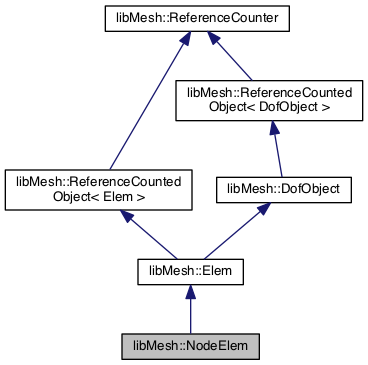 libMesh::ReferenceCounter
libMesh::ReferenceCounted
Object< DofObject >
libMesh::ReferenceCounted
Object< Elem >
libMesh::DofObject
libMesh::Elem
libMesh::NodeElem